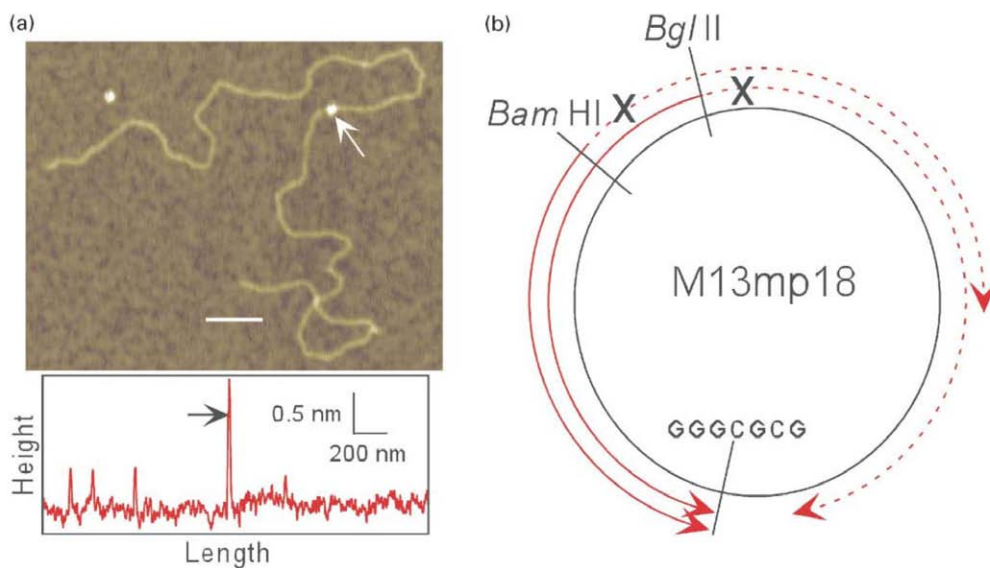 (a)
0.5 nm
200 nm
Height
Length
(b)
Bgl II
X
X
Bam HI
M13mp18
GGGCGCG